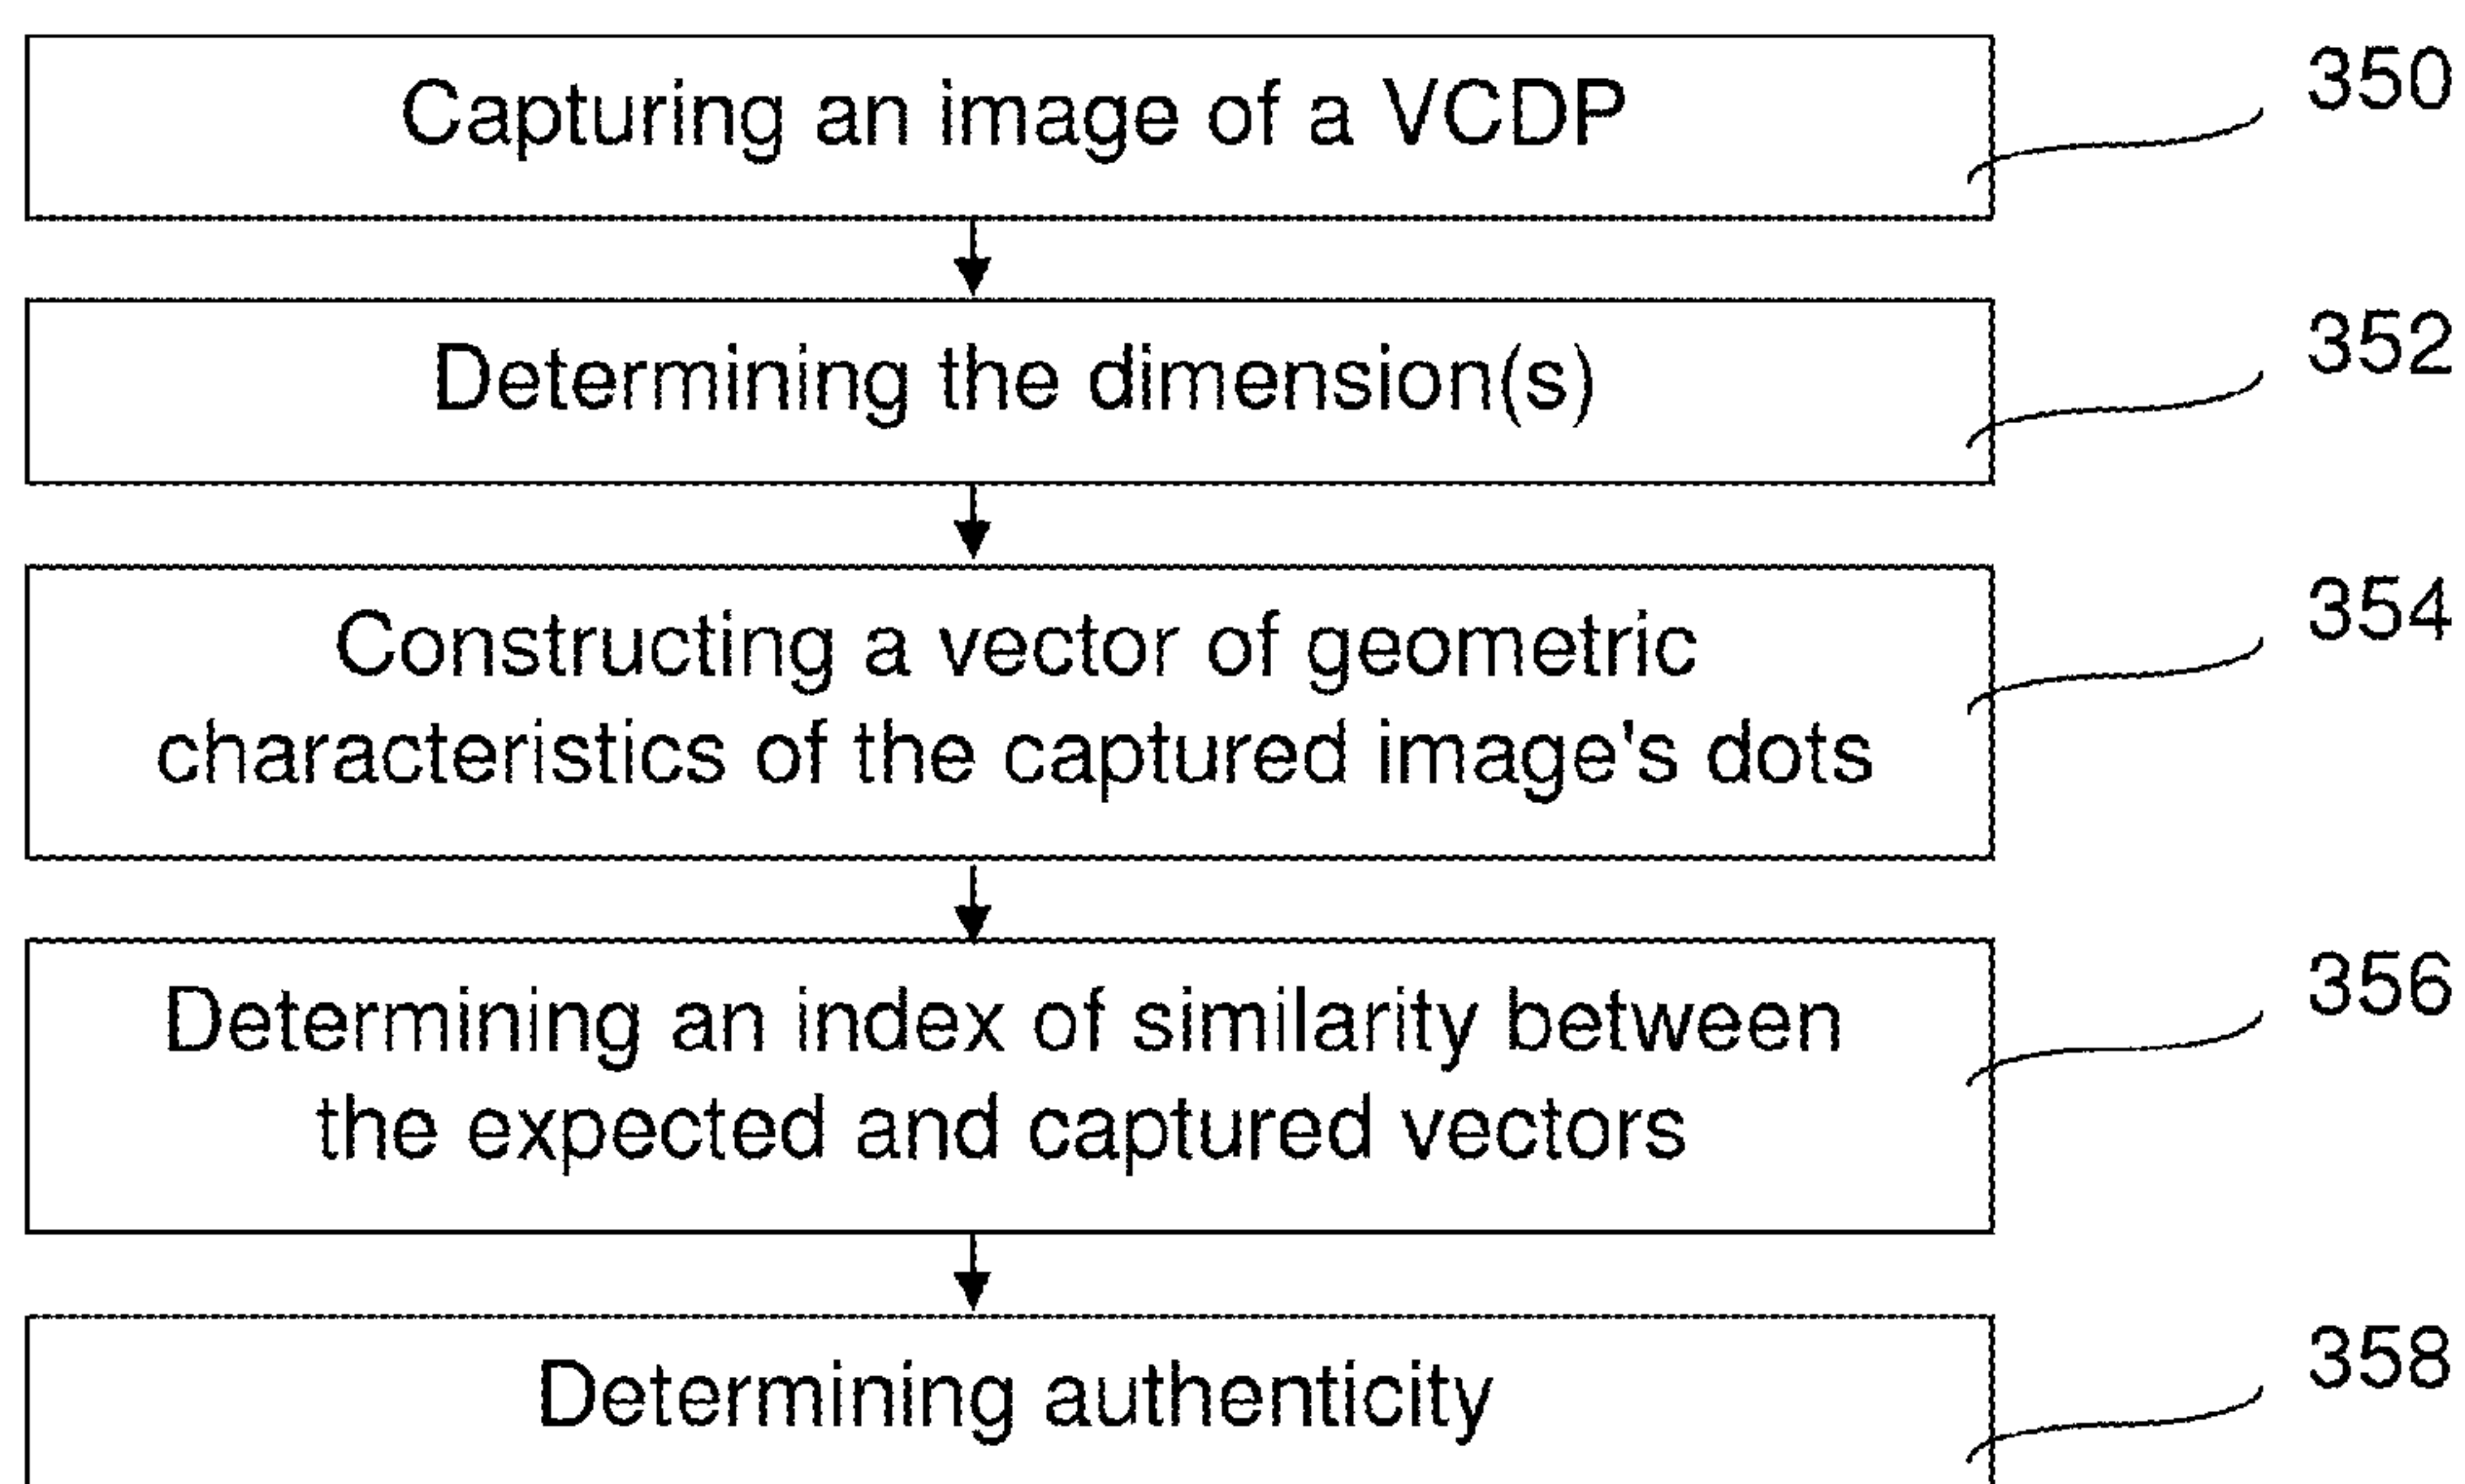 Capturing an image of a VCDP
350
Determining the dimension(s)
352
Constructing a vector of geometric
characteristics of the captured image's dots
354
Determining an index of similarity between
the expected and captured vectors
356
Determining authenticity
358